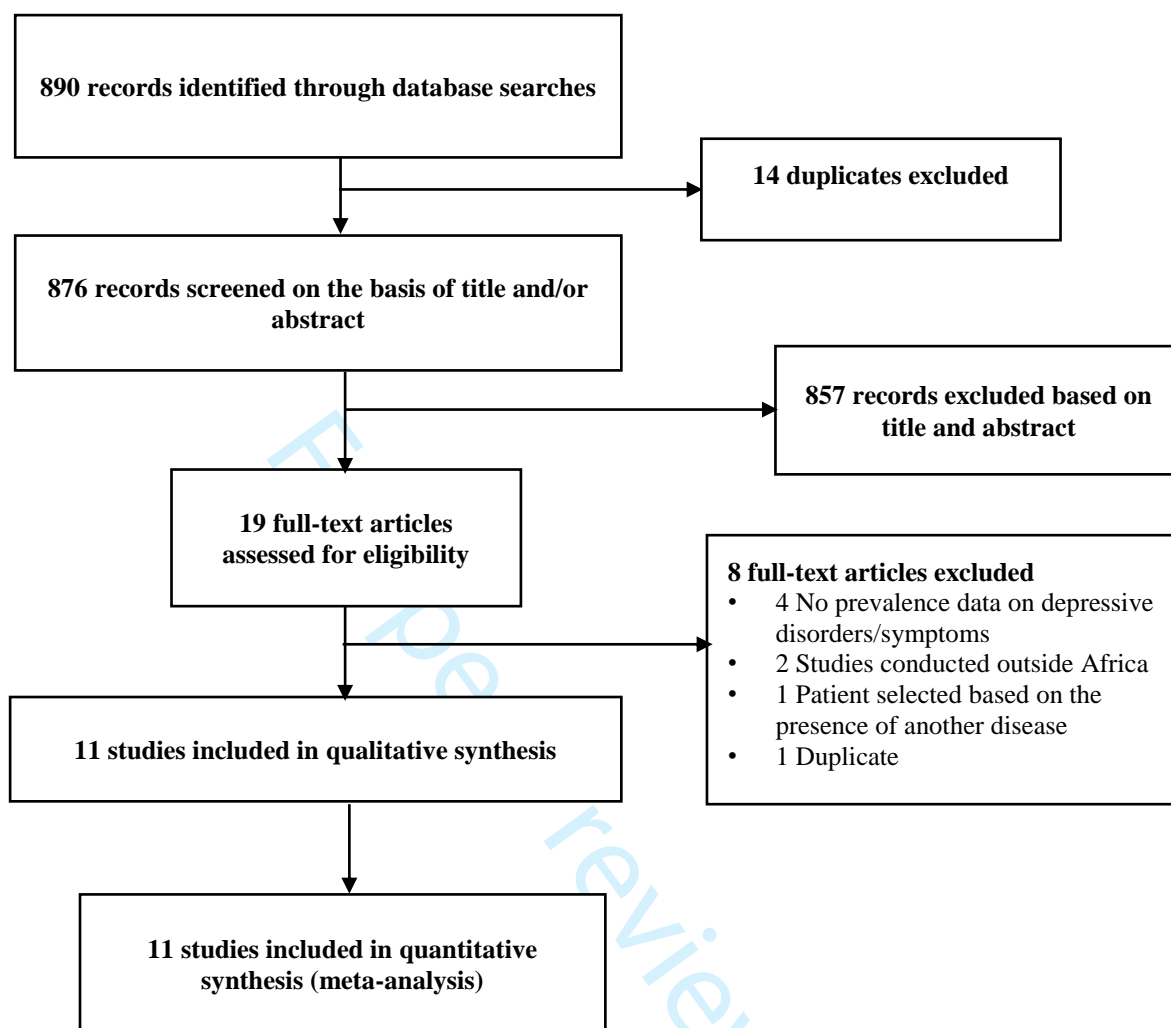 890 records identified through database searches
14 duplicates excluded
876 records screened on the basis of title and/or
abstract
857 records excluded based on
title and abstract
19 full-text articles
assessed for eligibility
8 full-text articles excluded
• 4 No prevalence data on depressive
disorders/symptoms
• 2 Studies conducted outside Africa
• 1 Patient selected based on the
presence of another disease
• 1 Duplicate
11 studies included in qualitative synthesis
11 studies included in quantitative
synthesis (meta-analysis)